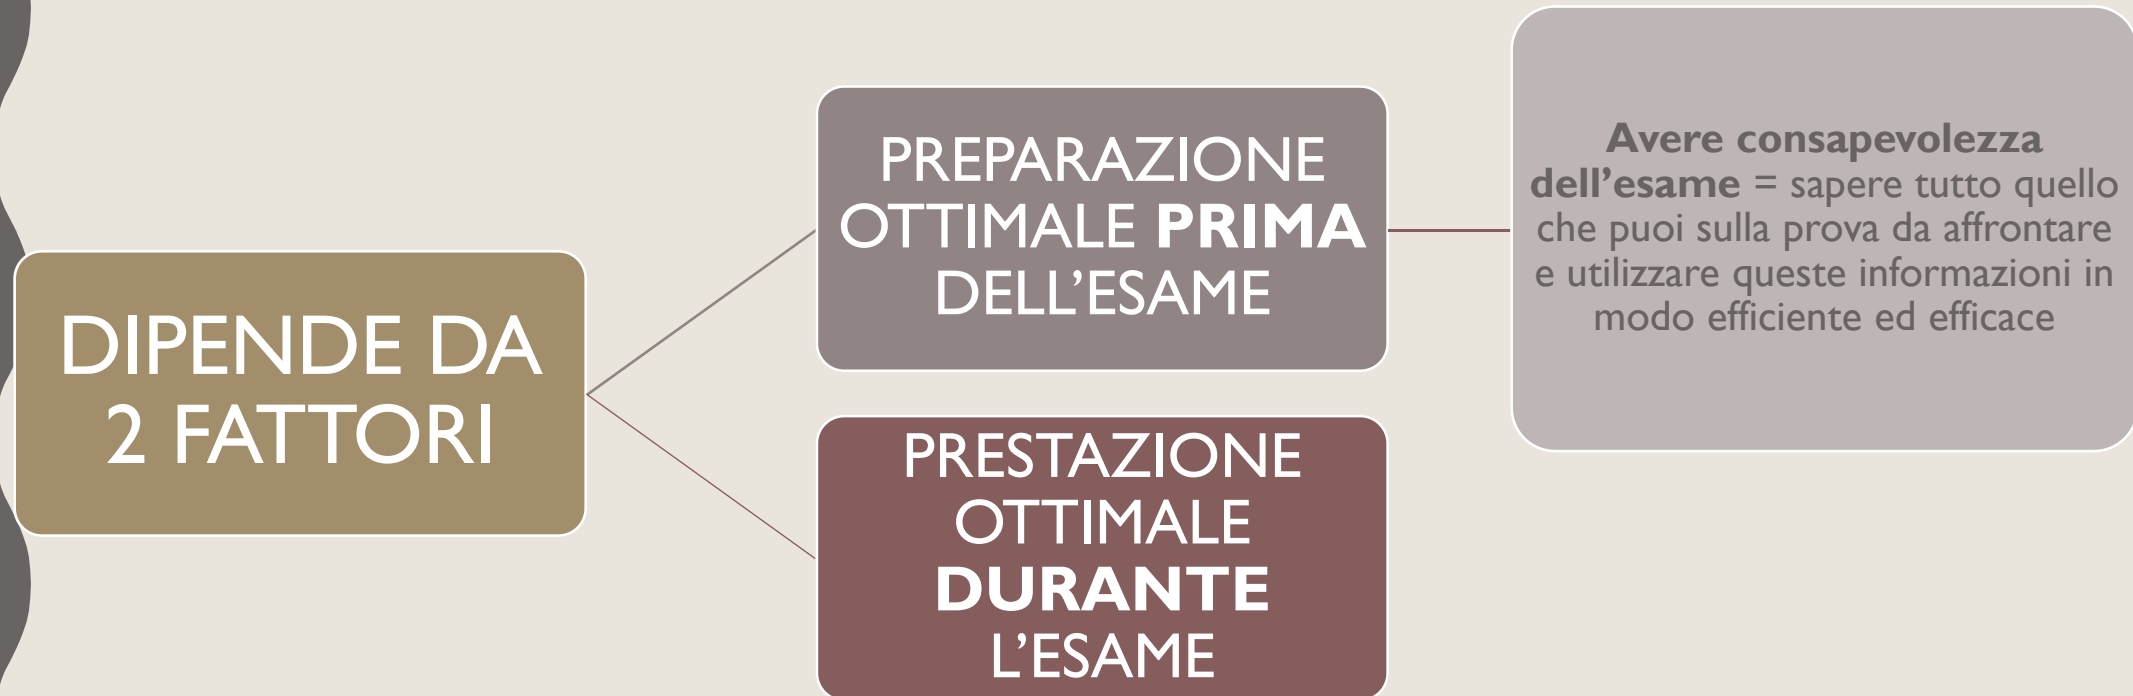 DIPENDE DA
2 FATTORI
PREPARAZIONE
OTTIMALE PRIMA
DELL’ESAME
Avere consapevolezza
dell’esame = sapere tutto quello
che puoi sulla prova da affrontare
e utilizzare queste informazioni in
modo efficiente ed efficace
PRESTAZIONE
OTTIMALE
DURANTE
L’ESAME